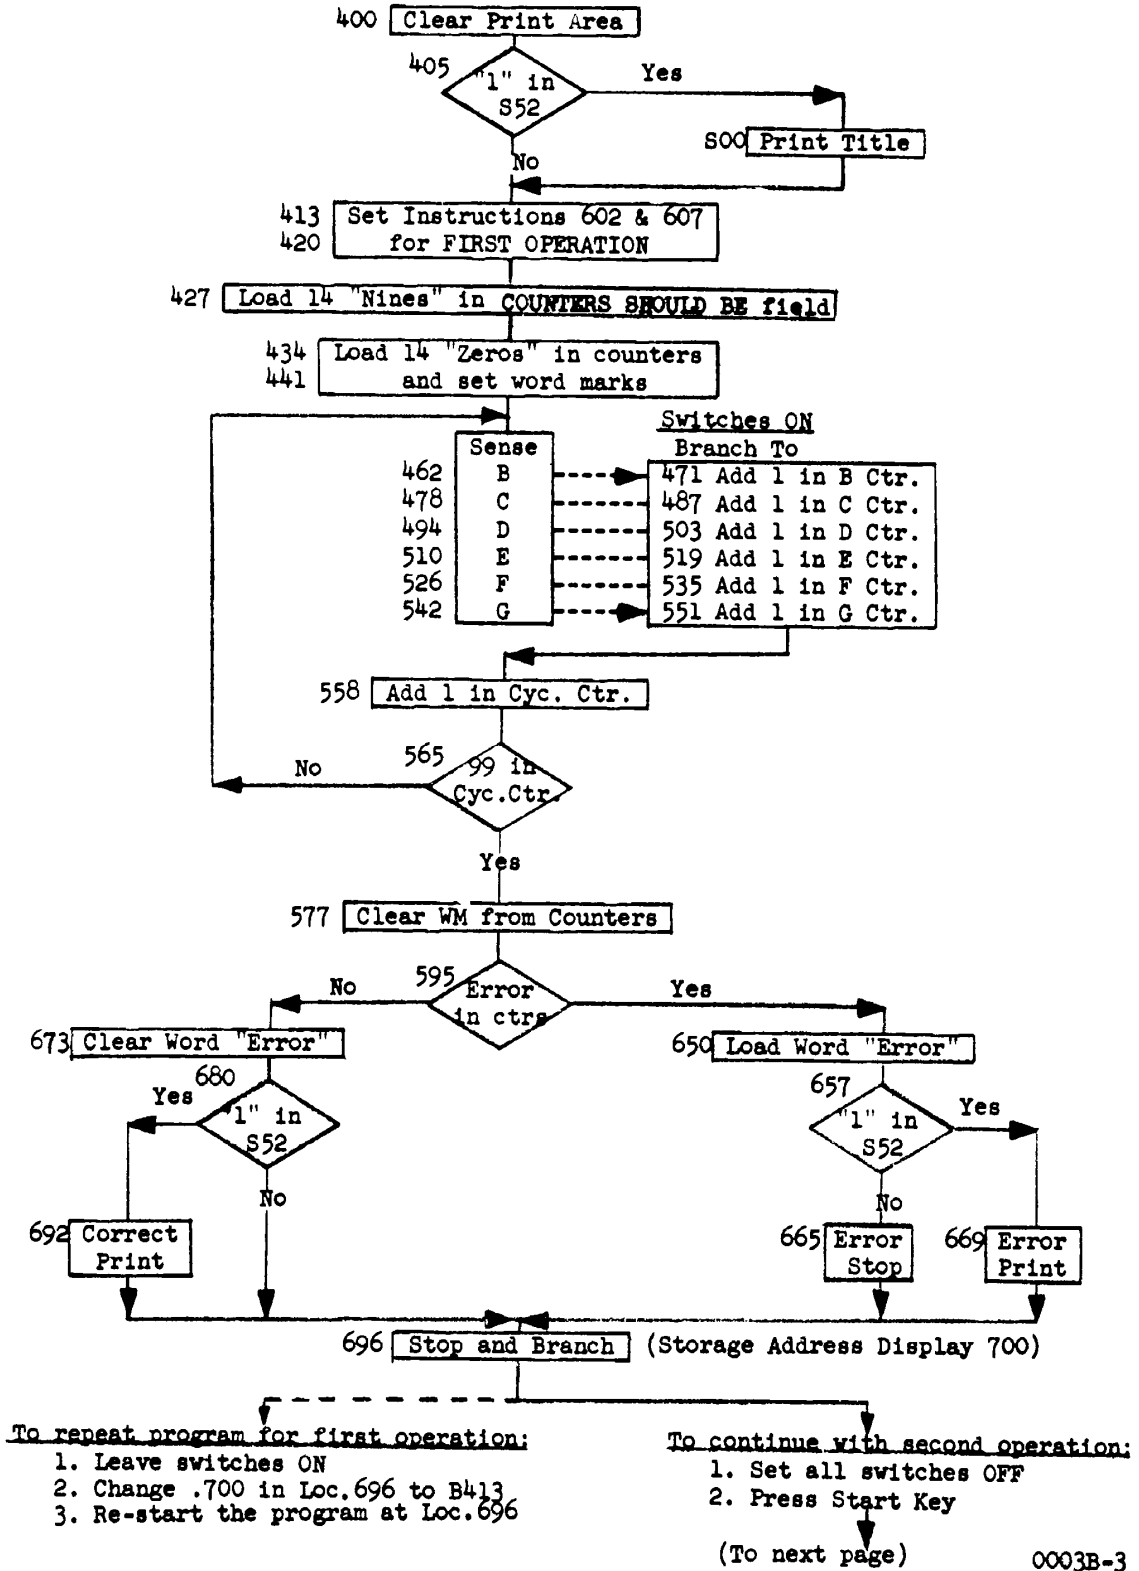 400 Clear Print Area
405 "1" in
S52
Yes
No
S00 Print Title
413 Set Instructions 602 & 607
420 for FIRST OPERATION
427 Load 14 "Nines" in COUNTERS SHOULD BE field
434 Load 14 "Zeros" in counters
441 and set word marks
Switches ON
Sense Branch To
462 B 471 Add 1 in B Ctr.
478 C 487 Add 1 in C Ctr.
494 D 503 Add 1 in D Ctr.
510 E 519 Add 1 in E Ctr.
526 F 535 Add 1 in F Ctr.
542 G 551 Add 1 in G Ctr.
558 Add 1 in Cyc. Ctr.
565 99 in
Cyc.Ctr.
No
Yes
577 Clear WM from Counters
595 Error
in ctrs
No
Yes
673 Clear Word "Error"
650 Load Word "Error"
680
Yes
"1" in
S52
No
657
"1" in
S52
Yes
No
692 Correct
Print
665 Error
Stop
669 Error
Print
696 Stop and Branch (Storage Address Display 700)
To repeat program for first operation:
1. Leave switches ON
2. Change .700 in Loc.696 to B413
3. Re-start the program at Loc.696
To continue with second operation:
1. Set all switches OFF
2. Press Start Key
(To next page)
0003B-3